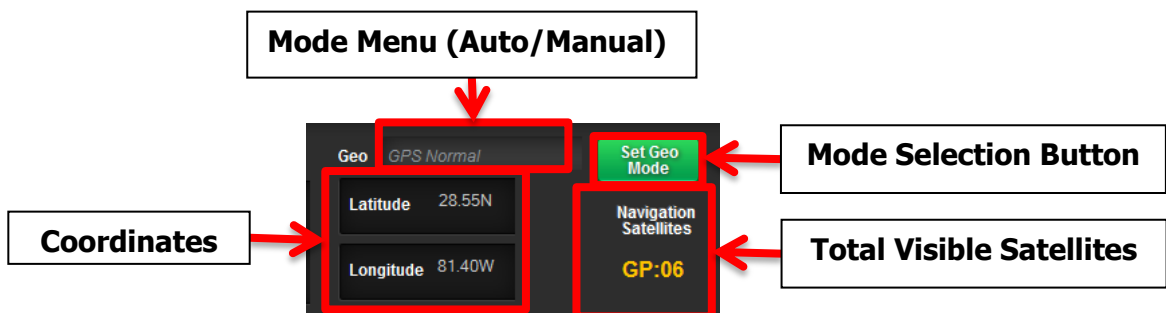 Mode Menu (Auto/Manual)
Geo GPS Normal
Set Geo
Mode
Mode Selection Button
Latitude 28.55N
Navigation
Satellites
Coordinates
Total Visible Satellites
Longitude 81.40W
GP:06